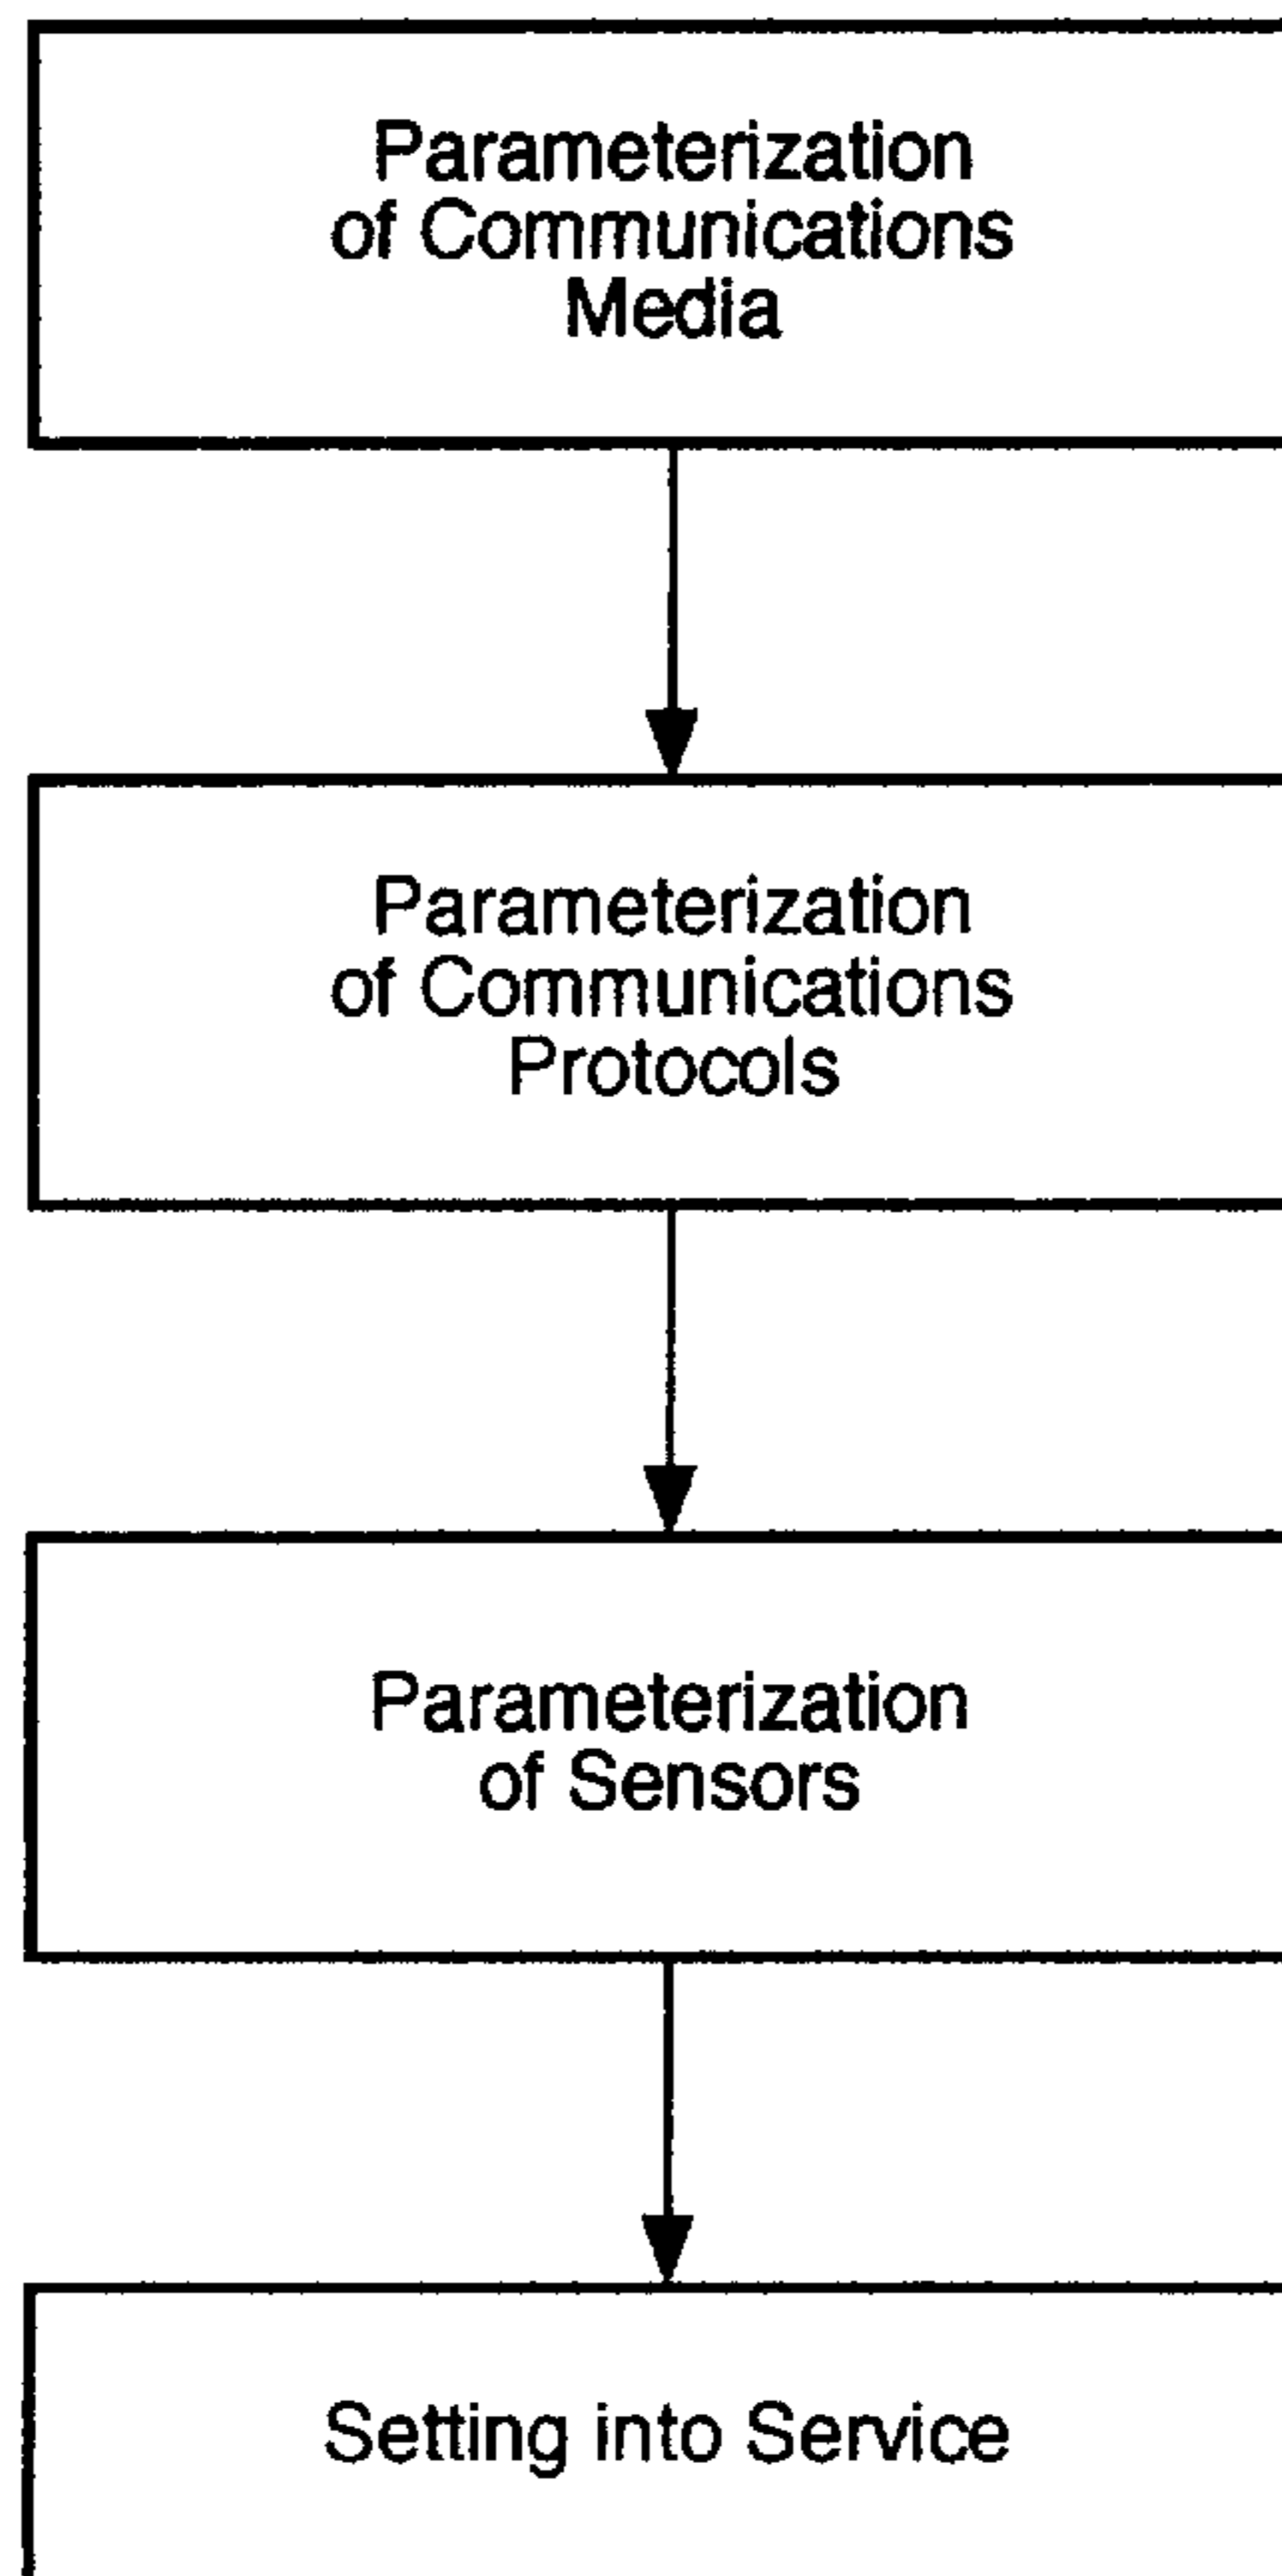 Parameterization
of Communications
Media
Parameterization
of Communications
Protocols
Parameterization
of Sensors
Setting into Service